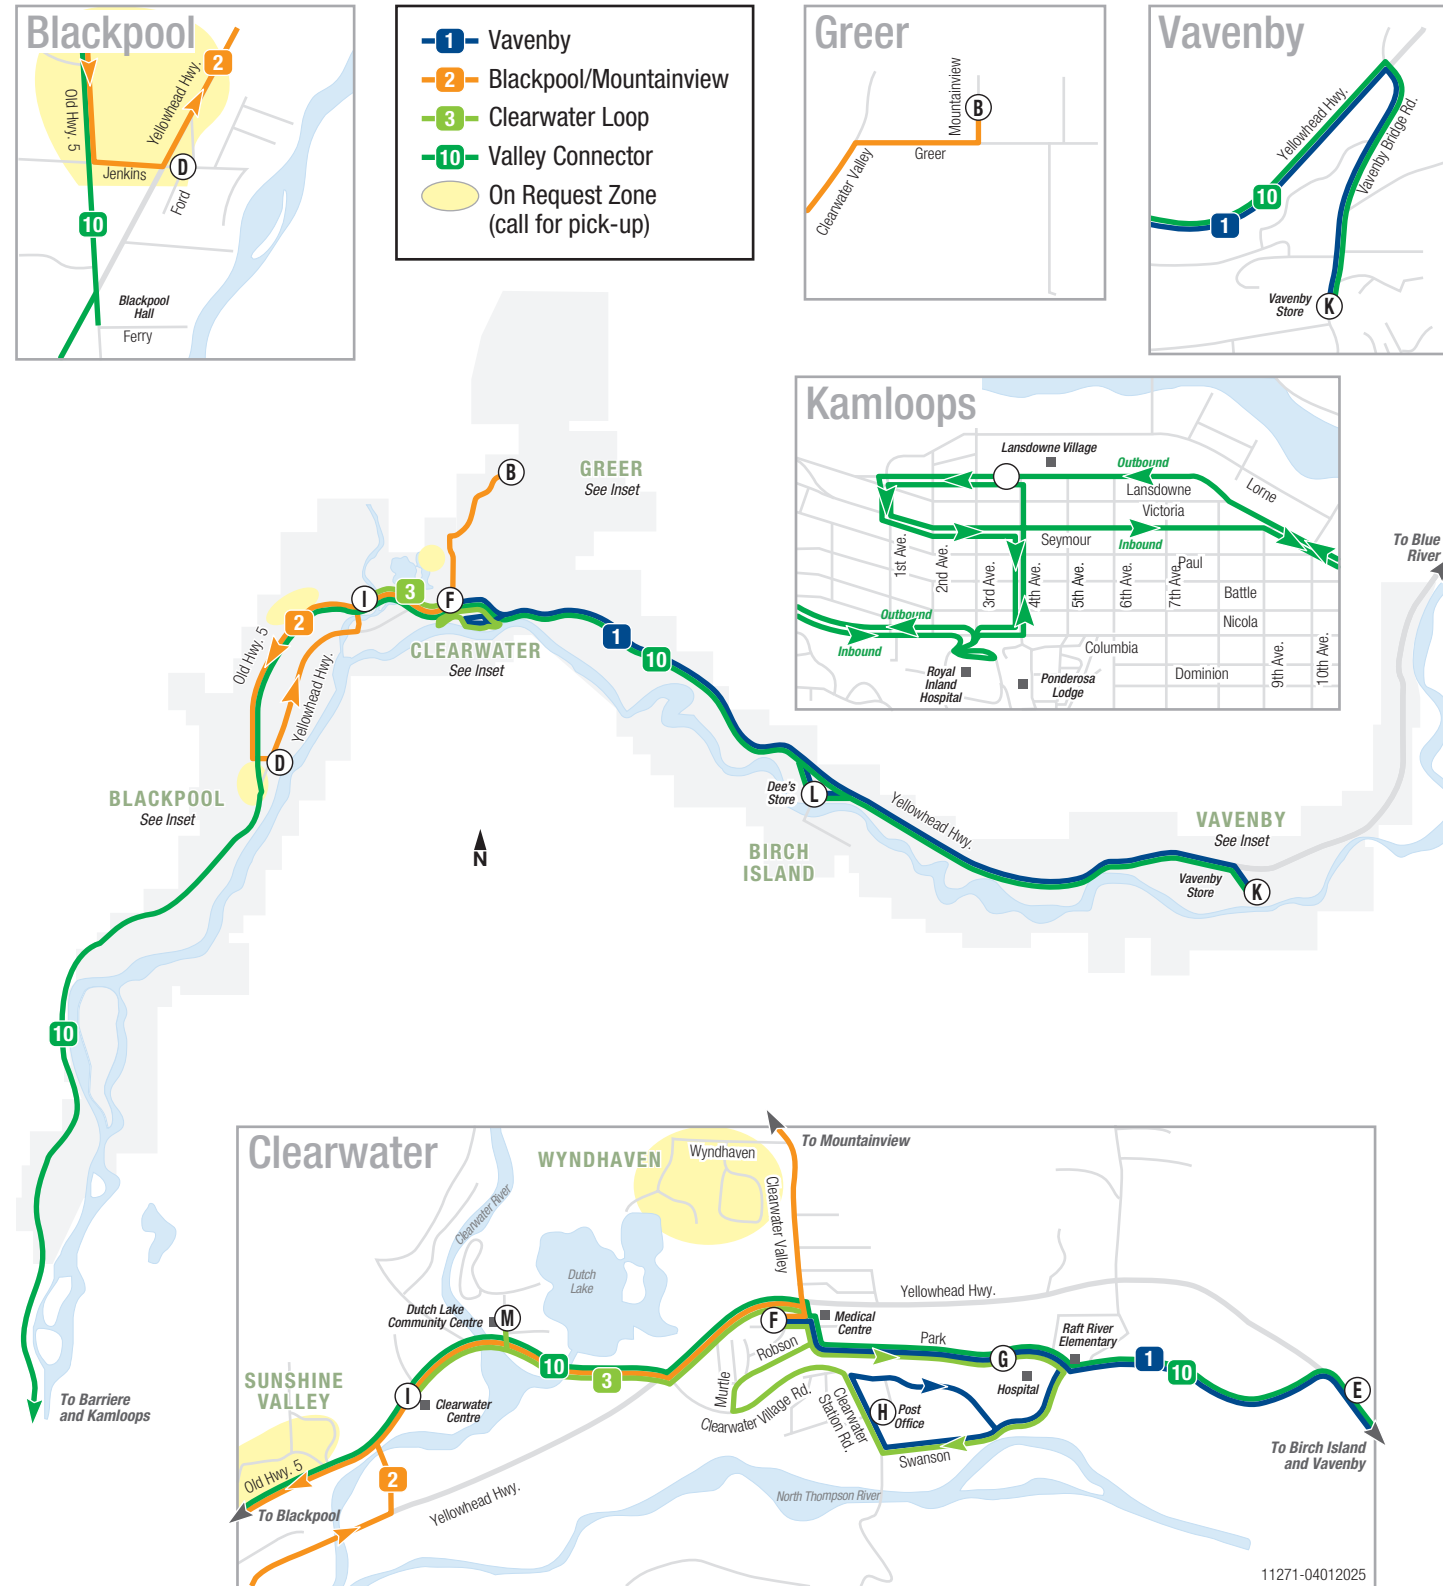 Blackpool
2
Old Hwy. 5
Yellowhead Hwy.
Jenkins
D
Ford
10
Blackpool
Hall
Ferry
1 Vavenby
2 Blackpool/Mountainview
3 Clearwater Loop
10 Valley Connector
On Request Zone
(call for pick-up)
Greer
Mountainview
B
Greer
Clearwater Valley
Vavenby
Yellowhead Hwy.
Vavenby Bridge Rd.
10
1
Vavenby
Store
K
Kamloops
Lansdowne Village
Outbound
Lansdowne
Lorne
Victoria
Seymour
Inbound
Paul
1st Ave.
2nd Ave.
3rd Ave.
4th Ave.
5th Ave.
6th Ave.
7th Ave.
Battle
Nicola
Outbound
Inbound
Columbia
Dominion
9th Ave.
10th Ave.
Royal
Inland
Hospital
Ponderosa
Lodge
To Blue
River
B
GREER
See Inset
I
3
F
2
1
10
CLEARWATER
See Inset
Old Hwy. 5
Yellowhead Hwy.
D
BLACKPOOL
See Inset
N
Dee's
Store
L
Yellowhead Hwy.
BIRCH
ISLAND
VAVENBY
See Inset
Vavenby
Store
K
10
To Barriere
and Kamloops
Clearwater
To Mountainview
WYNDHAVEN
Wyndhaven
Clearwater River
Clearwater Valley
Dutch
Lake
Yellowhead Hwy.
Dutch Lake
Community Centre
M
F
Medical
Centre
Park
Raft River
Elementary
Robson
G
1
10
10
3
Hospital
Murtle
SUNSHINE
VALLEY
I
Clearwater
Centre
Clearwater Village Rd.
Clearwater
Station Rd.
H
Post
Office
E
Swanson
To Birch Island
and Vavenby
Old Hwy. 5
2
To Blackpool
Yellowhead Hwy.
North Thompson River
11271-04012025